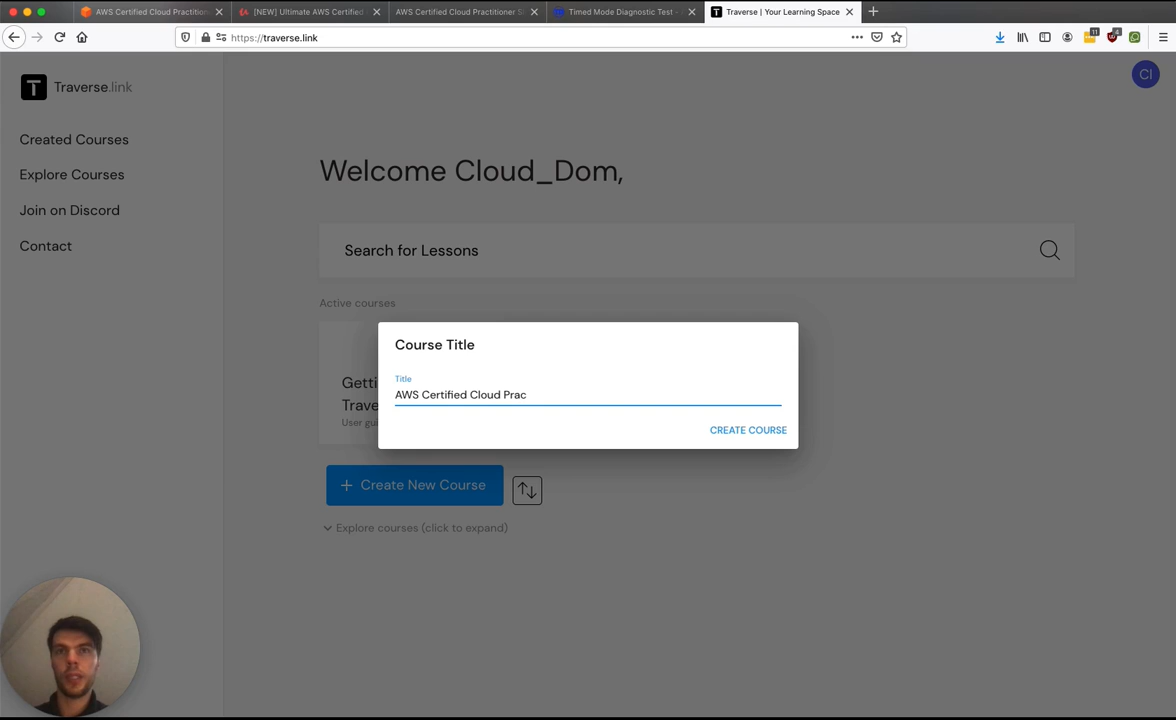 AWS Certified Cloud Practition
[NEW] Ultimate AWS Certified
AWS Certified Cloud Practitioner S
Timed Mode Diagnostic Test -
Traverse | Your Learning Space
https://traverse.link
11
4
Traverse.link
CI
Created Courses
Explore Courses
Join on Discord
Contact
Welcome Cloud_Dom,
Search for Lessons
Active courses
Getti
Trave
User gui
Course Title
Title
AWS Certified Cloud Prac
CREATE COURSE
+ Create New Course
Explore courses (click to expand)